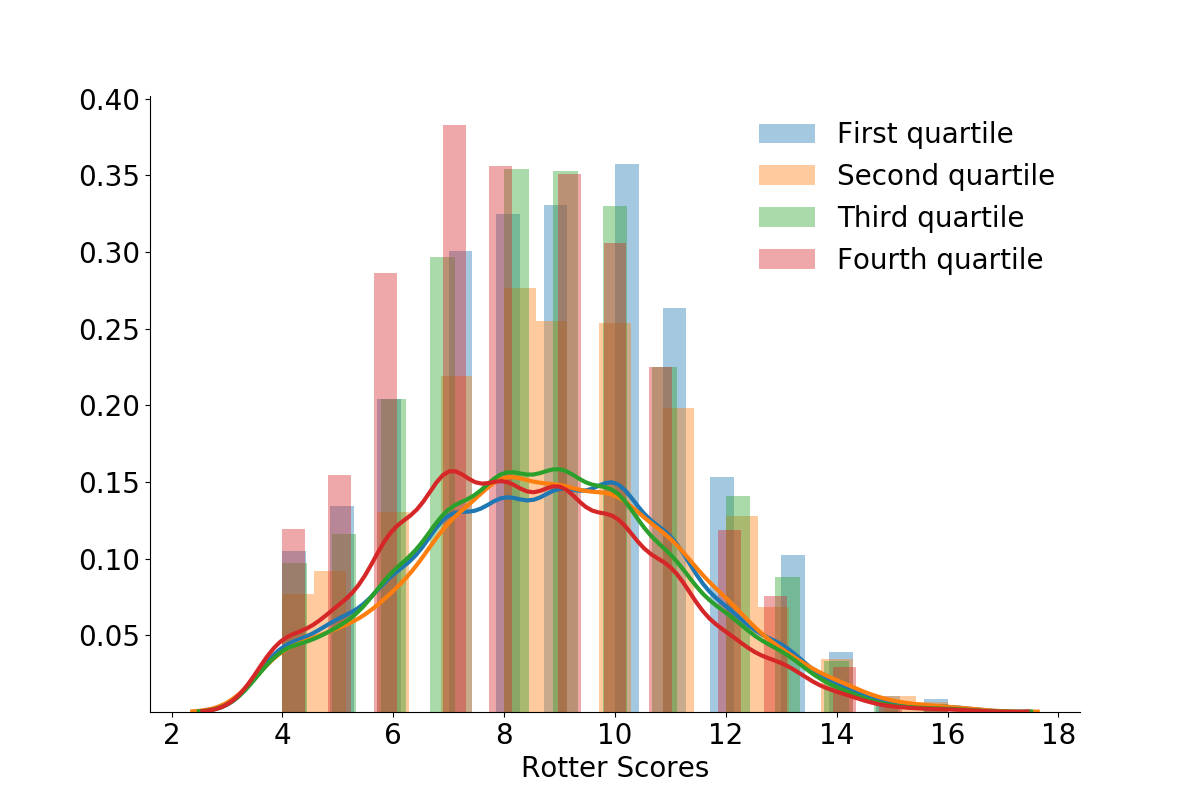 0.40
0.35
0.30
0.25
0.20
0.15
0.10
0.05
First quartile
Second quartile
Third quartile
Fourth quartile
2 4 6 8 10 12 14 16 18
Rotter Scores